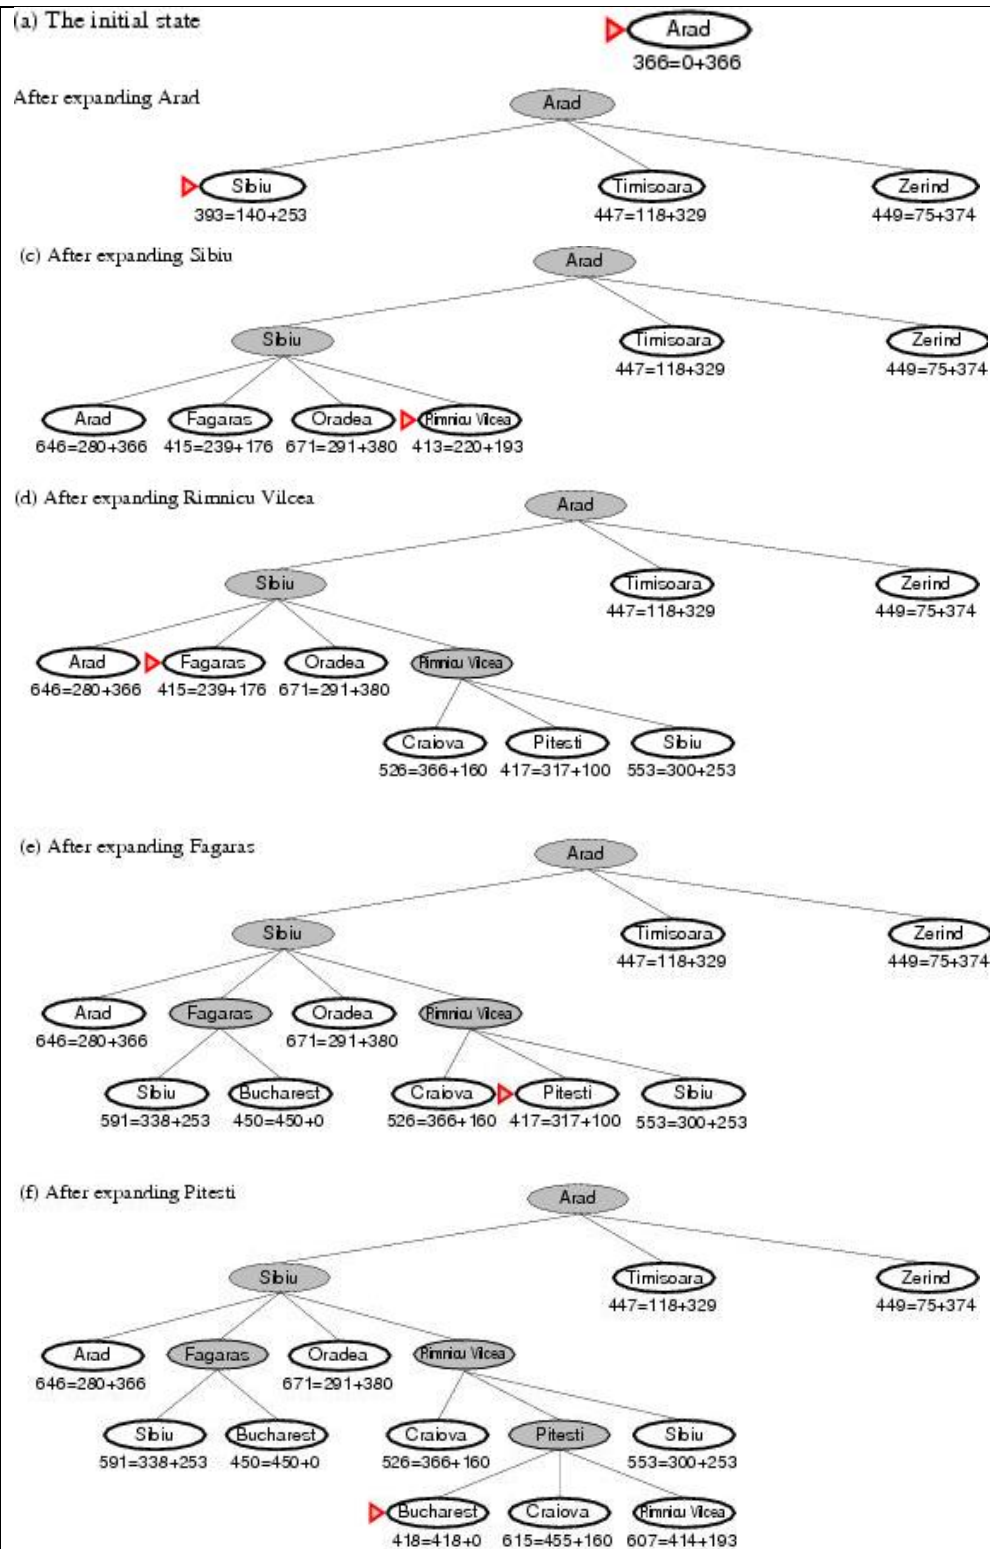 (a) The initial state
Arad
366=0+366
After expanding Arad
Arad
Sibiu Timisoara Zerind
393=140+253 447=118+329 449=75+374
(c) After expanding Sibiu
Arad
Sibiu Timisoara Zerind
447=118+329 449=75+374
Arad Fagaras Oradea Rimnicu Vilcea
646=280+366 415=239+176 671=291+380 413=220+193
(d) After expanding Rimnicu Vilcea
Arad
Sibiu Timisoara Zerind
447=118+329 449=75+374
Arad Fagaras Oradea Rimnicu Vilcea
646=280+366 415=239+176 671=291+380
Craiova Pitesti Sibiu
526=366+160 417=317+100 553=300+253
(e) After expanding Fagaras
Arad
Sibiu Timisoara Zerind
447=118+329 449=75+374
Arad Fagaras Oradea Rimnicu Vilcea
646=280+366 671=291+380
Sibiu Bucharest Craiova Pitesti Sibiu
591=338+253 450=450+0 526=366+160 417=317+100 553=300+253
(f) After expanding Pitesti
Arad
Sibiu Timisoara Zerind
447=118+329 449=75+374
Arad Fagaras Oradea Rimnicu Vilcea
646=280+366 671=291+380
Sibiu Bucharest Craiova Pitesti Sibiu
591=338+253 450=450+0 526=366+160 553=300+253
Bucharest Craiova Rimnicu Vilcea
418=418+0 615=455+160 607=414+193